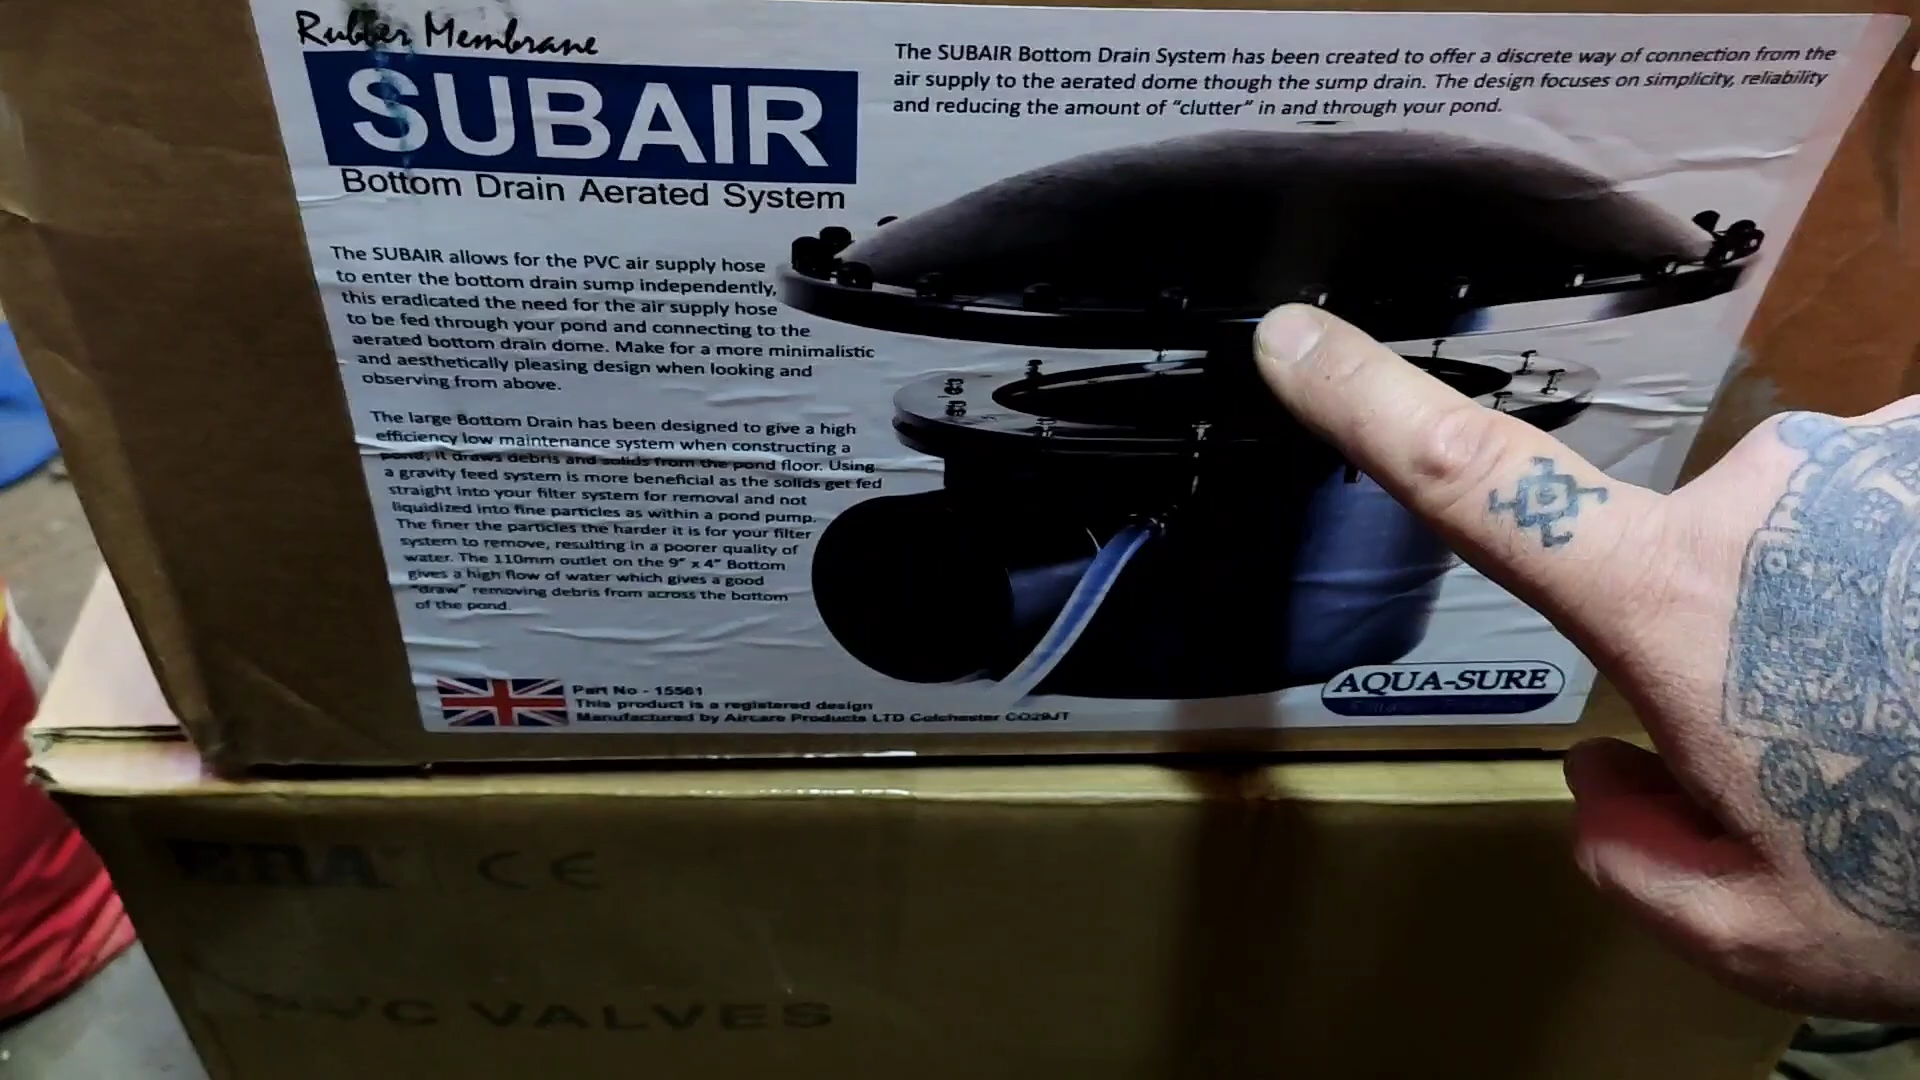 Rubber Membrane
SUBAIR
Bottom Drain Aerated System
The SUBAIR Bottom Drain System has been created to offer a discrete way of connection from the
air supply to the aerated dome though the sump drain. The design focuses on simplicity, reliability
and reducing the amount of “clutter” in and through your pond.
The SUBAIR allows for the PVC air supply hose
to enter the bottom drain sump independently,
this eradicated the need for the air supply hose
to be fed through your pond and connecting to the
aerated bottom drain dome. Make for a more minimalistic
and aesthetically pleasing design when looking and
observing from above.
The large Bottom Drain has been designed to give a high
efficiency low maintenance system when constructing a
pond, it draws debris and solids from the pond floor. Using
a gravity feed system is more beneficial as the solids get fed
straight into your filter system for removal and not
liquidized into fine particles as within a pond pump.
The finer the particles the harder it is for your filter
system to remove, resulting in a poorer quality of
water. The 110mm outlet on the 9” x 4” Bottom
gives a high flow of water which gives a good
“draw” removing debris from across the bottom
of the pond.
Part No - 15561
This product is a registered design
Manufactured by Aircare Products LTD Colchester CO28JT
AQUA-SURE
ERA CE
PVC VALVES